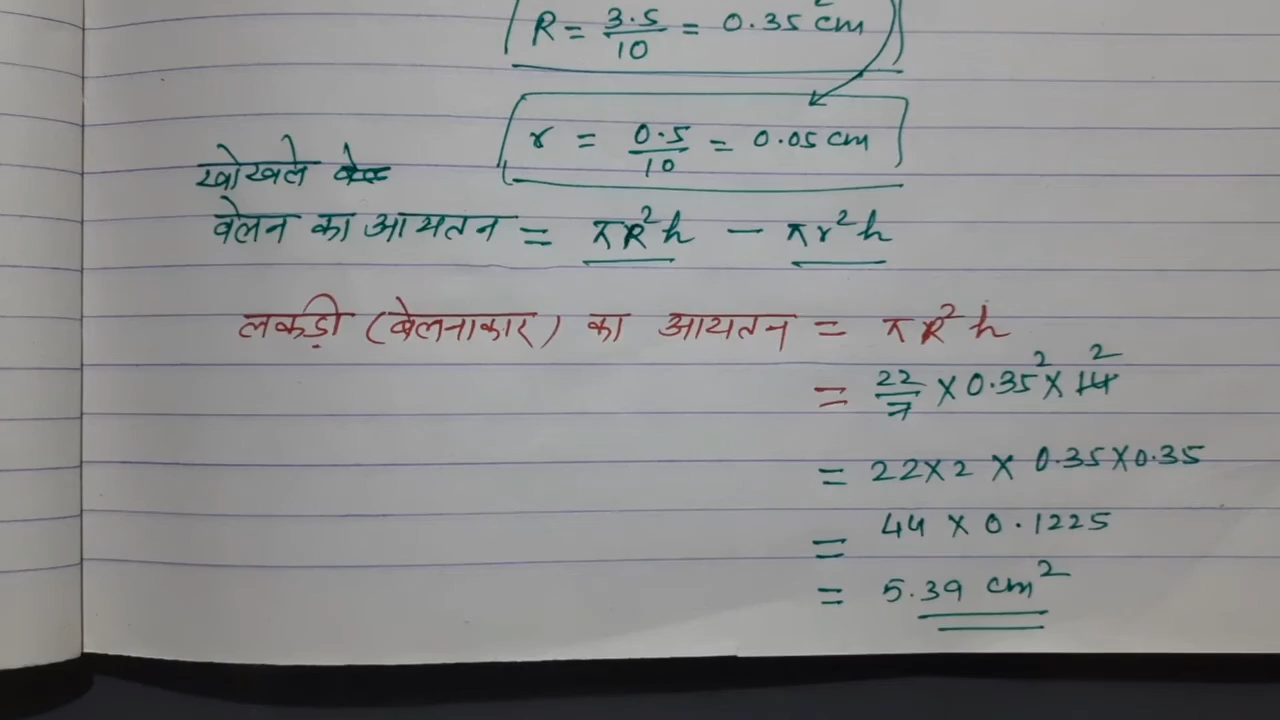 R = 3.5/10 = 0.35 cm
r = 0.5/10 = 0.05 cm
खोखले
बेलन का आयतन = πR²h - πr²h
लकड़ी (बेलनाकार) का आयतन = πR²h
= 22/7 × 0.35² × 14 2
= 22×2 × 0.35×0.35
= 44 × 0.1225
= 5.39 cm²